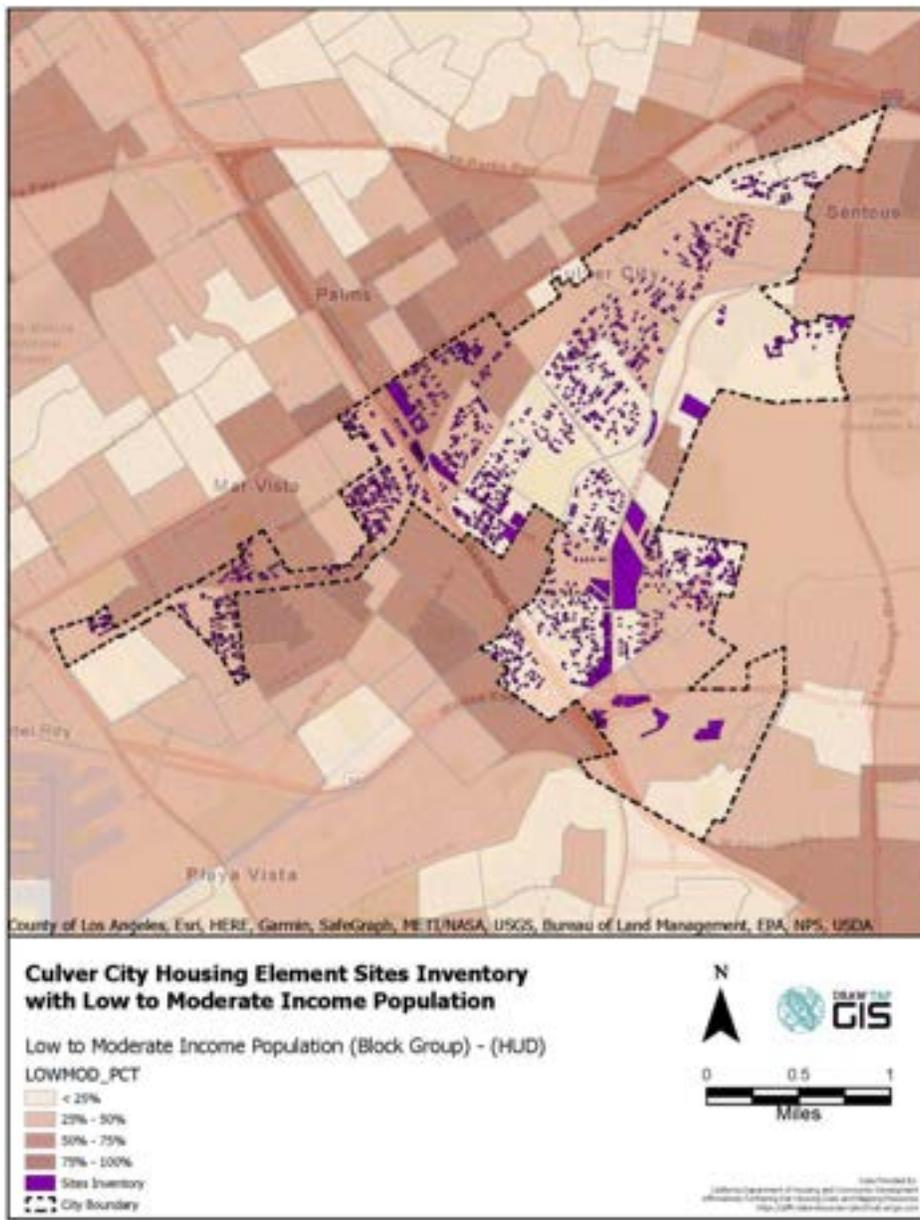 Palms
Culver City
Sentous
Mar Vista
Playa Vista
County of Los Angeles, Esri, HERE, Garmin, SafeGraph, METI/NASA, USGS, Bureau of Land Management, EPA, NPS, USDA
Culver City Housing Element Sites Inventory
with Low to Moderate Income Population
Low to Moderate Income Population (Block Group) - (HUD)
LOWMOD_PCT
< 25%
25% - 50%
50% - 75%
75% - 100%
Sites Inventory
City Boundary
N
GIS
0 0.5 1
Miles